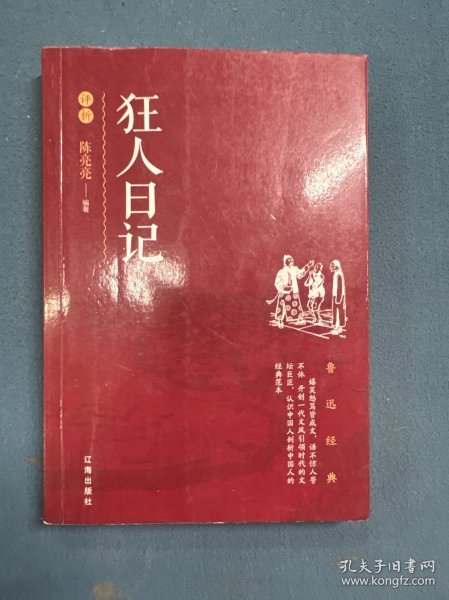 狂人日记
评析
陈亮亮——编著
鲁迅经典
嬉笑怒骂皆成文，语不惊人誓
不休 开创一代文风引领时代的文
坛巨匠，认识中国人剖析中国人的
经典范本
辽海出版社
孔夫子旧书网
www.kongfz.com